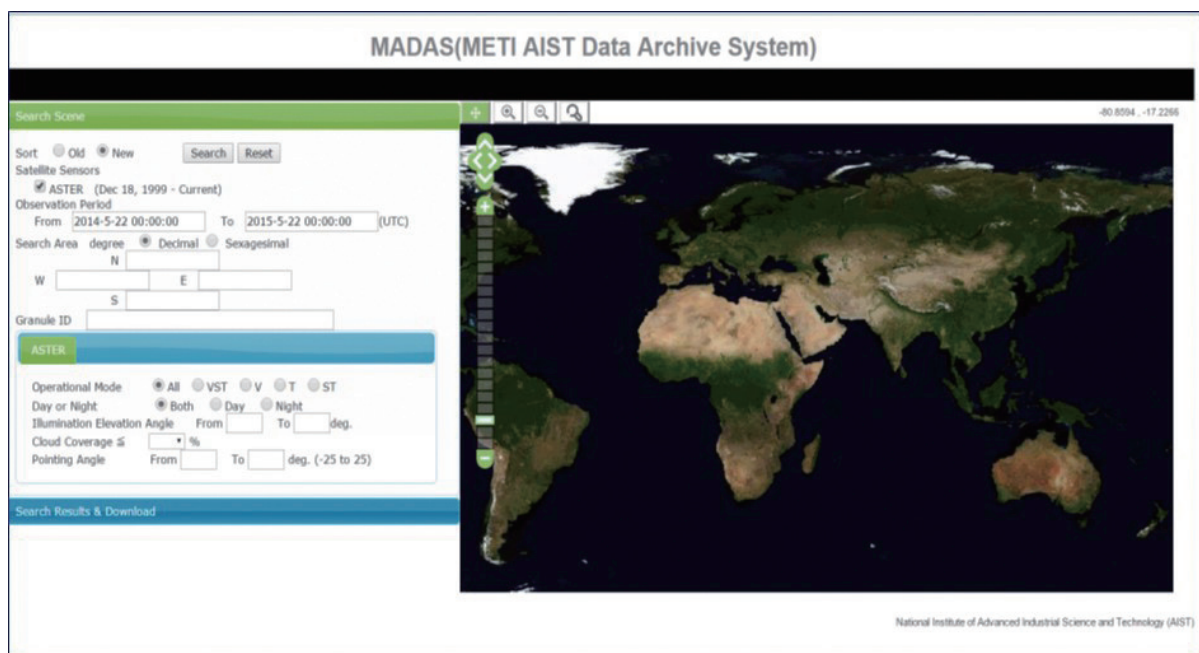 MADAS(METI AIST Data Archive System)
Search Scene
-80.8594 , -17.2266
Sort Old New Search Reset
Satellite Sensors
ASTER (Dec 18, 1999 - Current)
Observation Period
From 2014-5-22 00:00:00 To 2015-5-22 00:00:00 (UTC)
Search Area degree Decimal Sexagesimal
N
W E
S
Granule ID
ASTER
Operational Mode All VST V T ST
Day or Night Both Day Night
Illumination Elevation Angle From To deg.
Cloud Coverage ≦ %
Pointing Angle From To deg. (-25 to 25)
Search Results & Download
National Institute of Advanced Industrial Science and Technology (AIST)